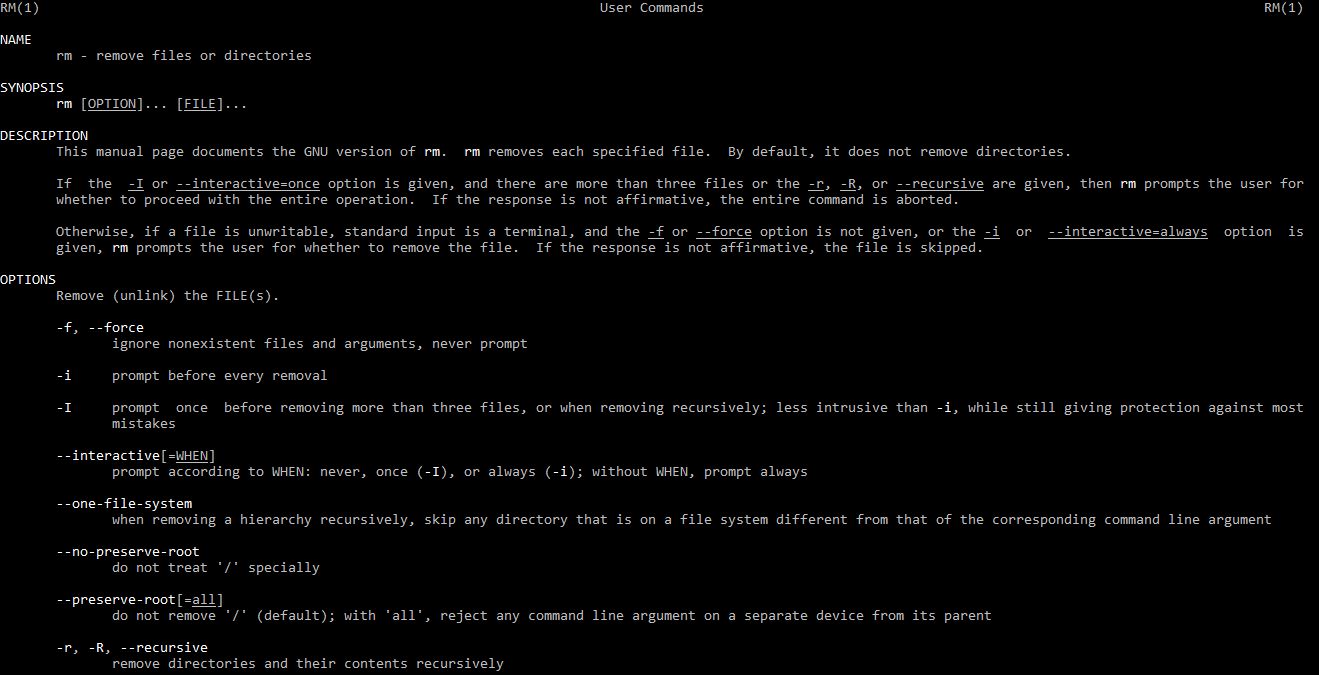 RM(1) User Commands RM(1)
NAME
rm - remove files or directories
SYNOPSIS
rm [OPTION]... [FILE]...
DESCRIPTION
This manual page documents the GNU version of rm. rm removes each specified file. By default, it does not remove directories.
If the -I or --interactive=once option is given, and there are more than three files or the -r, -R, or --recursive are given, then rm prompts the user for
whether to proceed with the entire operation. If the response is not affirmative, the entire command is aborted.
Otherwise, if a file is unwritable, standard input is a terminal, and the -f or --force option is not given, or the -i or --interactive=always option is
given, rm prompts the user for whether to remove the file. If the response is not affirmative, the file is skipped.
OPTIONS
Remove (unlink) the FILE(s).
-f, --force
ignore nonexistent files and arguments, never prompt
-i prompt before every removal
-I prompt once before removing more than three files, or when removing recursively; less intrusive than -i, while still giving protection against most
mistakes
--interactive[=WHEN]
prompt according to WHEN: never, once (-I), or always (-i); without WHEN, prompt always
--one-file-system
when removing a hierarchy recursively, skip any directory that is on a file system different from that of the corresponding command line argument
--no-preserve-root
do not treat '/' specially
--preserve-root[=all]
do not remove '/' (default); with 'all', reject any command line argument on a separate device from its parent
-r, -R, --recursive
remove directories and their contents recursively